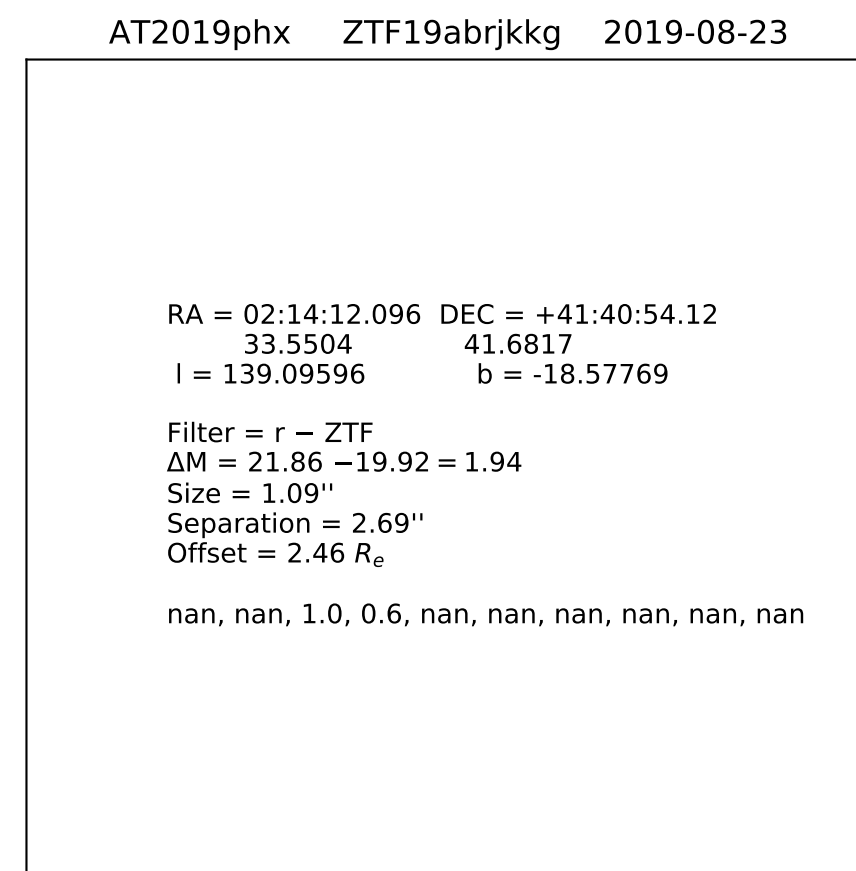 AT2019phx ZTF19abrjkkg 2019-08-23
RA = 02:14:12.096 DEC = +41:40:54.12
33.5504 41.6817
l = 139.09596 b = -18.57769
Filter = r − ZTF
ΔM = 21.86 −19.92 = 1.94
Size = 1.09''
Separation = 2.69''
Offset = 2.46 Rₑ
nan, nan, 1.0, 0.6, nan, nan, nan, nan, nan, nan